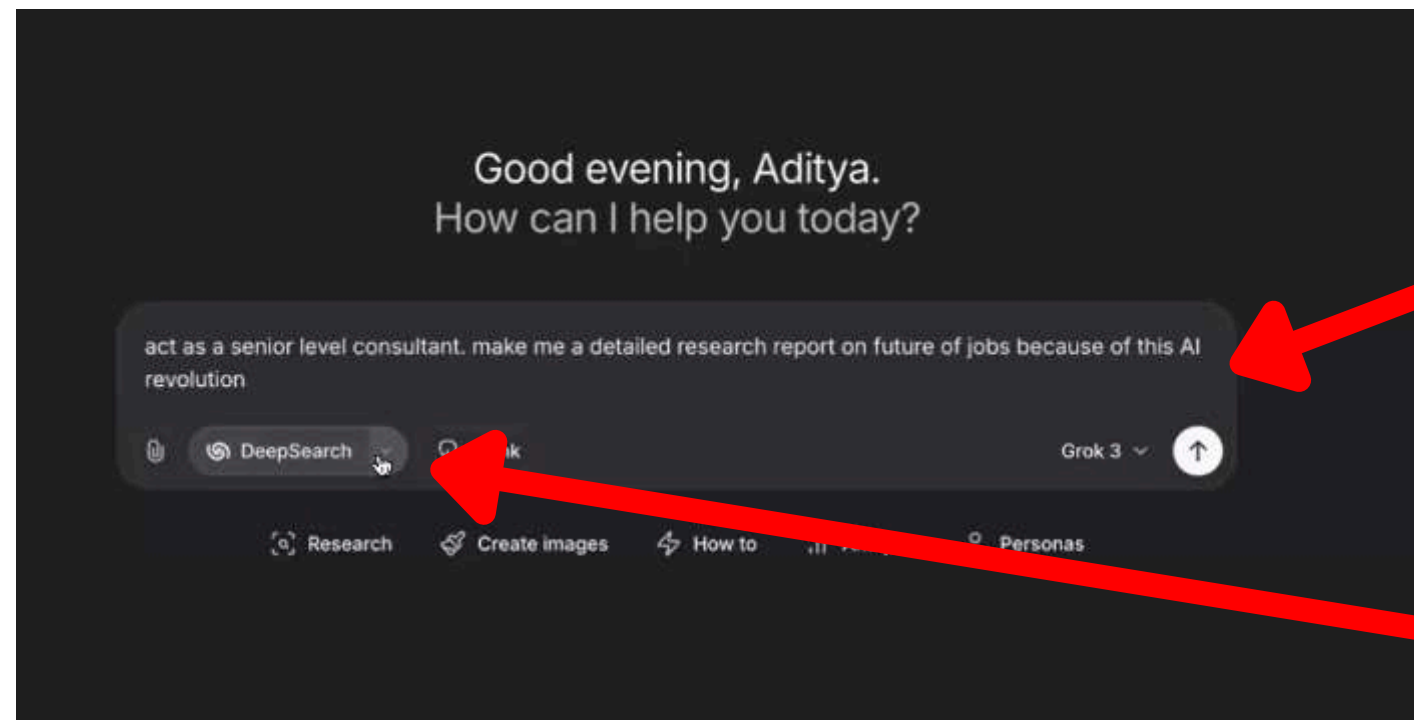 Good evening, Aditya.
How can I help you today?
act as a senior level consultant. make me a detailed research report on future of jobs because of this AI
revolution
DeepSearch
Grok 3
Research
Create images
How to
Personas